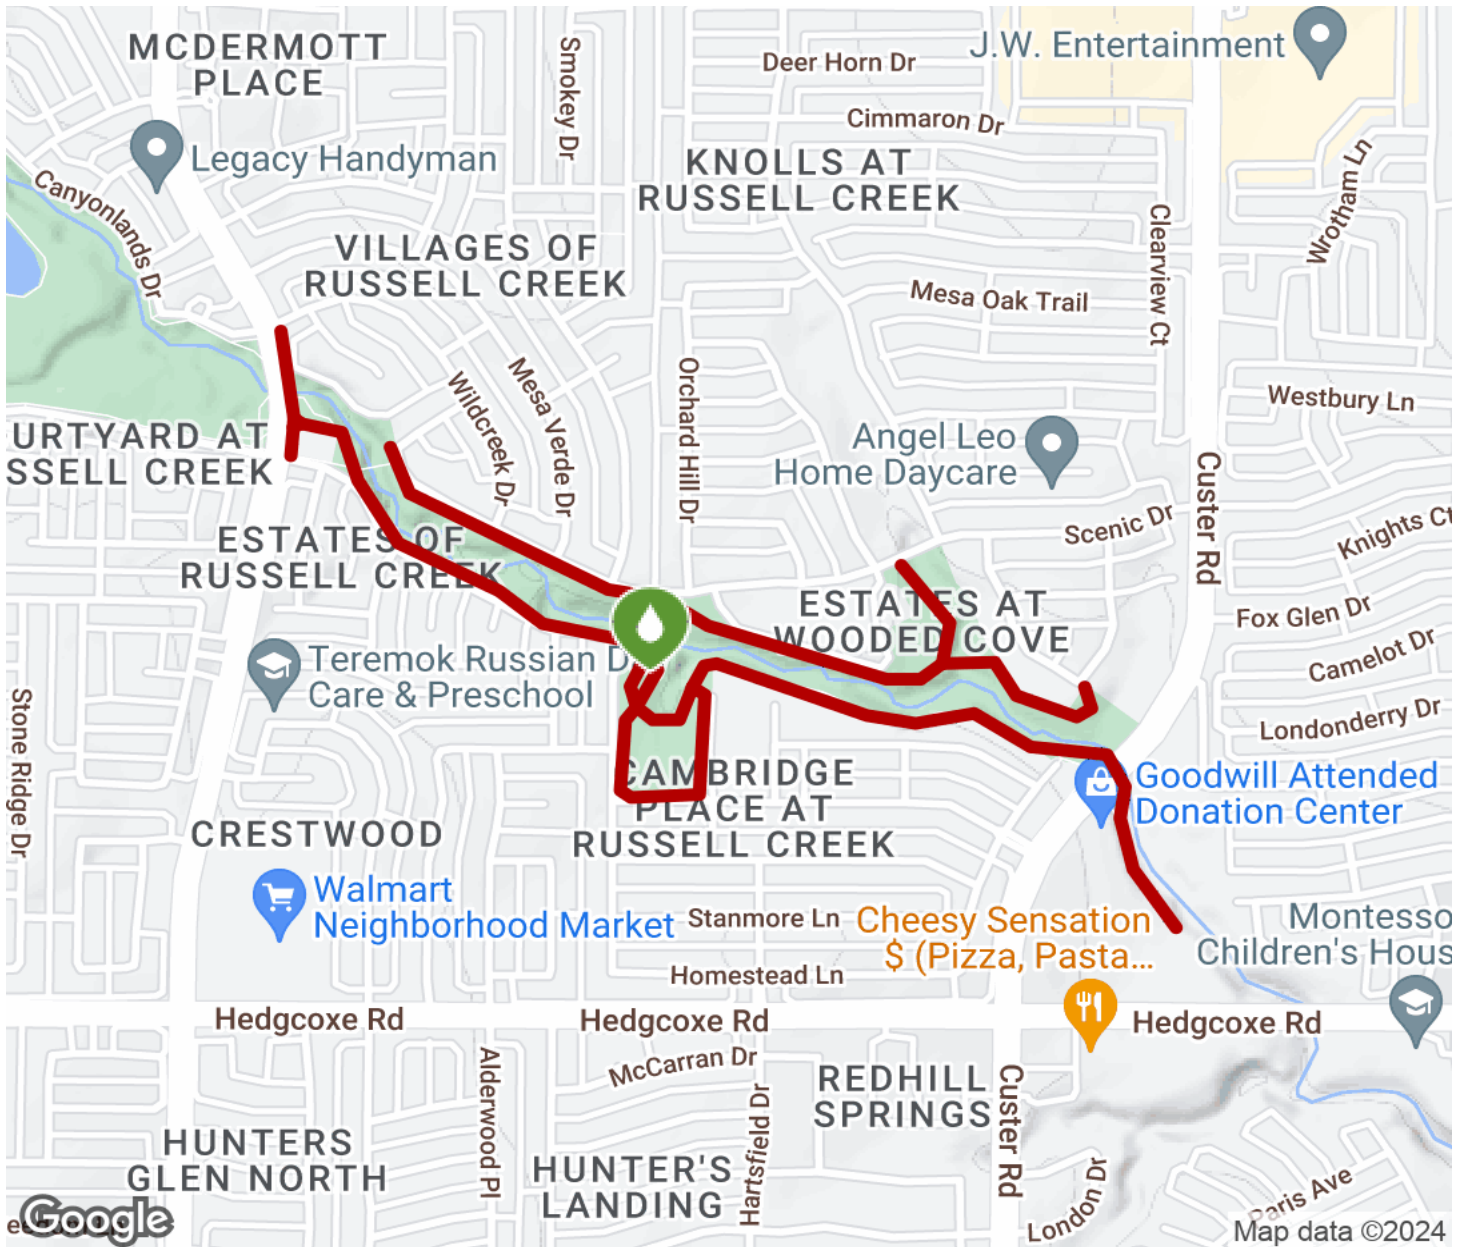 MCDERMOTT
PLACE
Smokey Dr
Deer Horn Dr
J.W. Entertainment
Cimmaron Dr
Legacy Handyman
KNOLLS AT
RUSSELL CREEK
Wrotham Ln
Canyonlands Dr
VILLAGES OF
RUSSELL CREEK
Clearview Ct
Mesa Oak Trail
Mesa Verde Dr
Wildcreek Dr
Orchard Hill Dr
Westbury Ln
URTYARD AT
SSELL CREEK
Angel Leo
Home Daycare
Custer Rd
Scenic Dr
Knights Ct
ESTATES OF
RUSSELL CREEK
ESTATES AT
WOODED COVE
Fox Glen Dr
Camelot Dr
Teremok Russian D
Care & Preschool
Stone Ridge Dr
Londonderry Dr
CAMBRIDGE
PLACE AT
RUSSELL CREEK
Goodwill Attended
Donation Center
CRESTWOOD
Walmart
Neighborhood Market
Stanmore Ln
Cheesy Sensation
$ (Pizza, Pasta...
Montesso
Children's Hous
Homestead Ln
Hedgcoxe Rd
Hedgcoxe Rd
Hedgcoxe Rd
Alderwood Pl
McCarran Dr
Hartsfield Dr
REDHILL
SPRINGS
Custer Rd
HUNTERS
GLEN NORTH
HUNTER'S
LANDING
London Dr
Paris Ave
Google
Map data ©2024